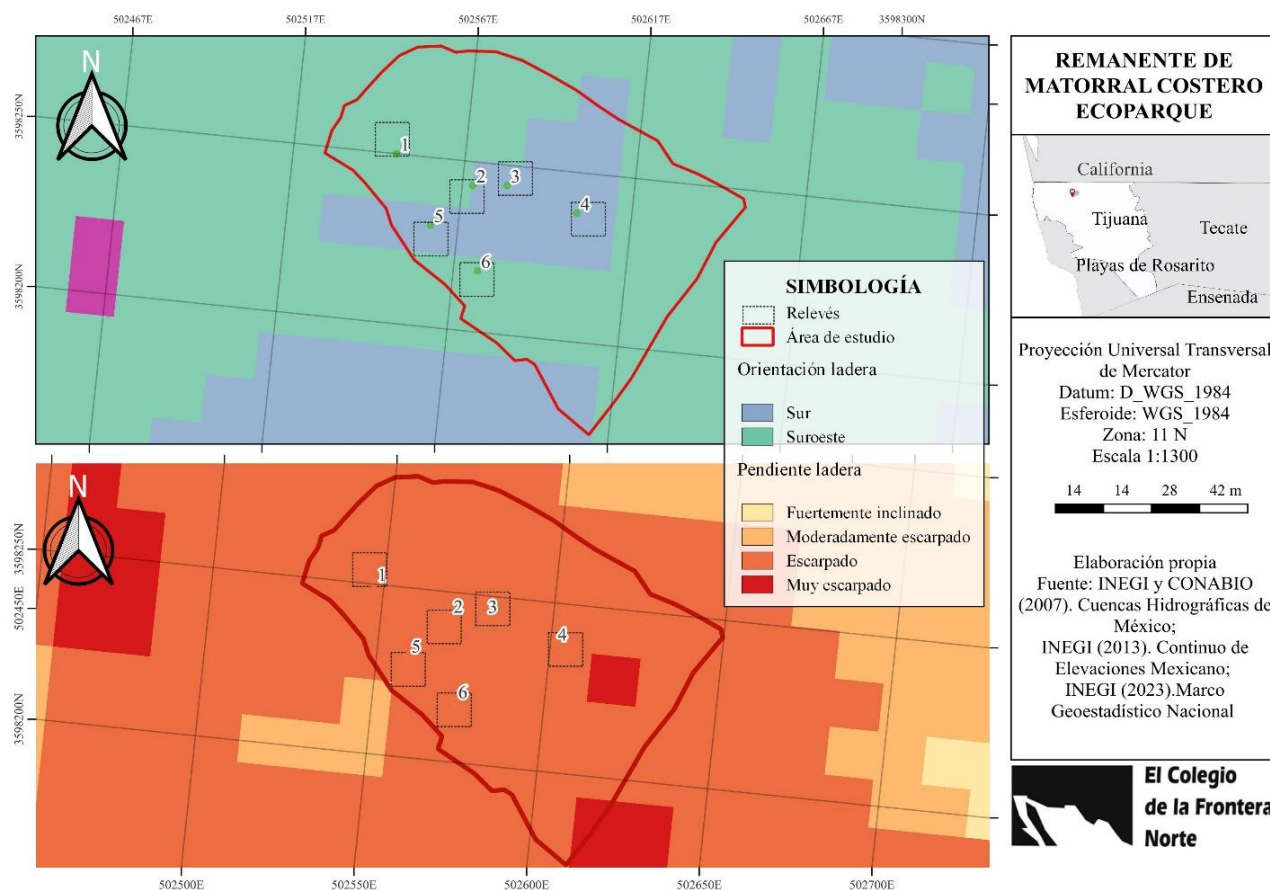 502467E 502517E 502567E 502617E 502667E 3598300N
N
3598250N
3598200N
1
2
3
4
5
6
SIMBOLOGÍA
Relevés
Área de estudio
Orientación ladera
Sur
Suroeste
Pendiente ladera
Fuertemente inclinado
Moderadamente escarpado
Escarpado
Muy escarpado
N
3598250N
502450E
3598200N
1
2
3
4
5
6
502500E 502550E 502600E 502650E 502700E
REMANENTE DE
MATORRAL COSTERO
ECOPARQUE
California
Tijuana
Tecate
Playas de Rosarito
Ensenada
Proyección Universal Transversal
de Mercator
Datum: D_WGS_1984
Esferoide: WGS_1984
Zona: 11 N
Escala 1:1300
14 14 28 42 m
Elaboración propia
Fuente: INEGI y CONABIO
(2007). Cuencas Hidrográficas de
México;
INEGI (2013). Continuo de
Elevaciones Mexicano;
INEGI (2023).Marco
Geoestadístico Nacional
El Colegio
de la Frontera
Norte